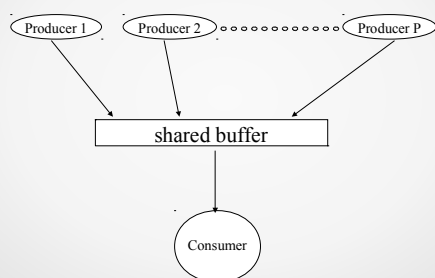 Producer 1
Producer 2
Producer P
shared buffer
Consumer